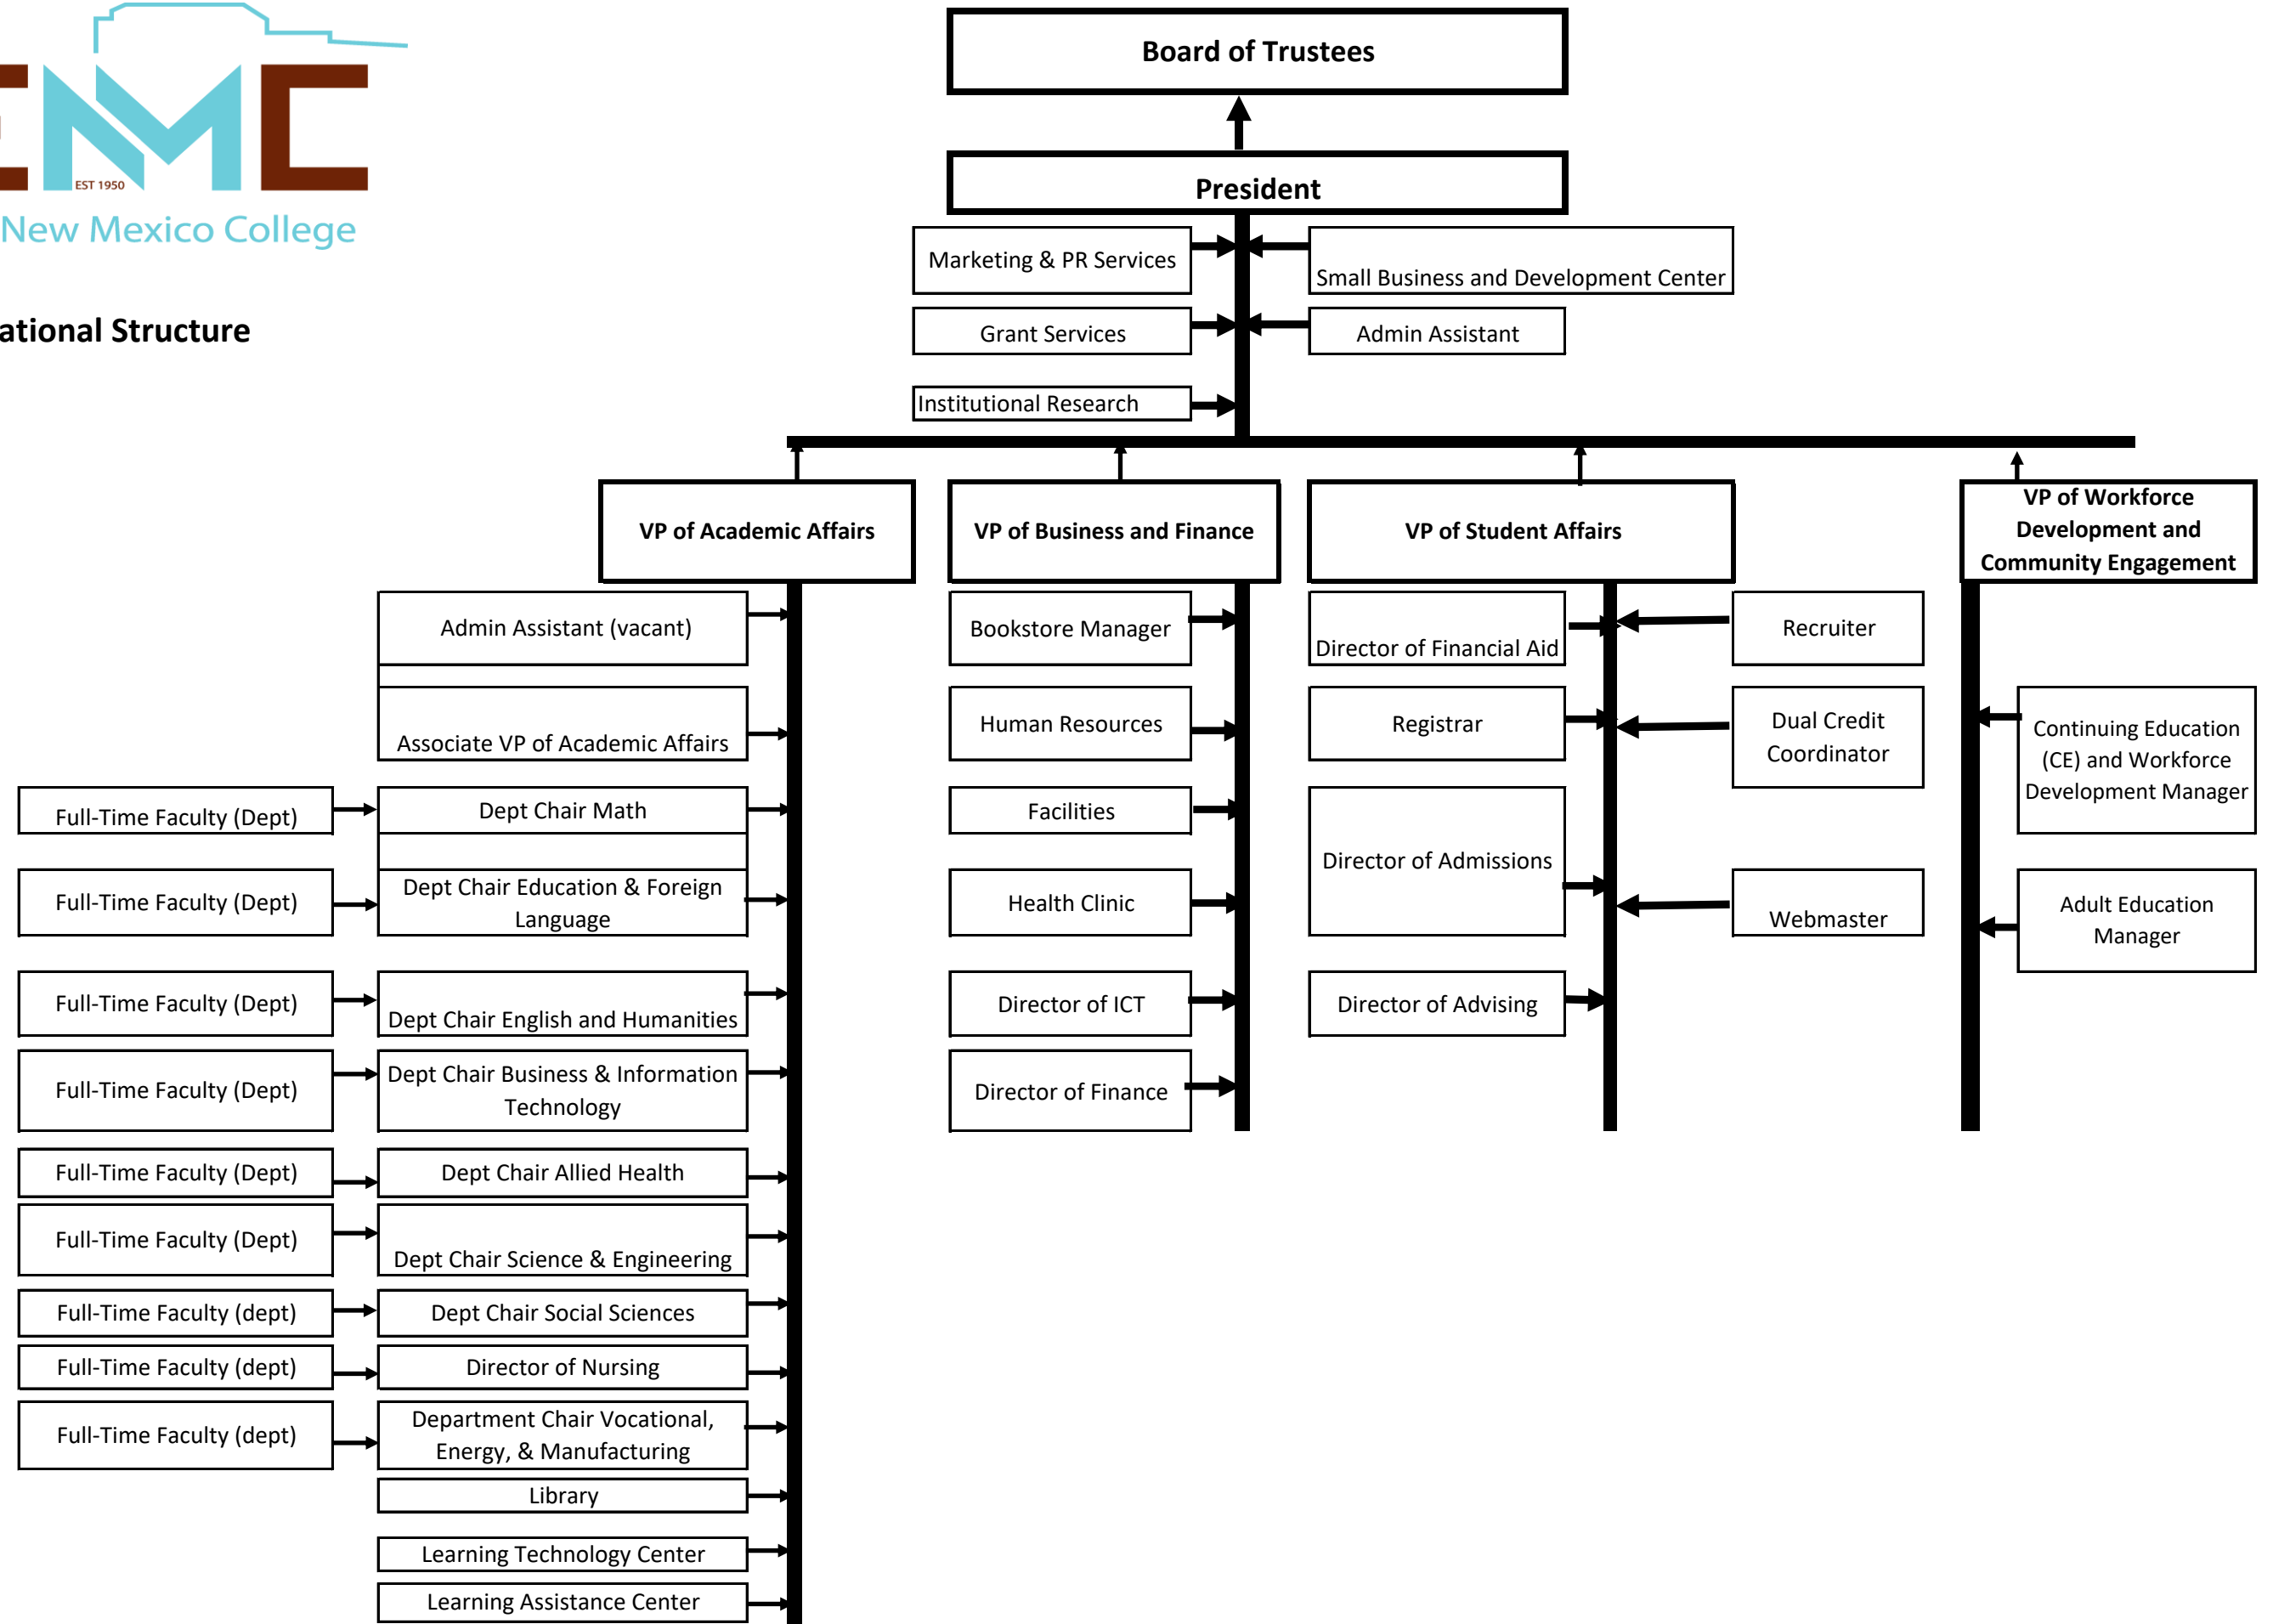 Board of Trustees
President
EST 1950
New Mexico College
ational Structure
Marketing & PR Services
Small Business and Development Center
Grant Services
Admin Assistant
Institutional Research
VP of Academic Affairs
VP of Business and Finance
VP of Student Affairs
VP of Workforce
Development and
Community Engagement
Admin Assistant (vacant)
Associate VP of Academic Affairs
Full-Time Faculty (Dept)
Dept Chair Math
Full-Time Faculty (Dept)
Dept Chair Education & Foreign
Language
Full-Time Faculty (Dept)
Dept Chair English and Humanities
Full-Time Faculty (Dept)
Dept Chair Business & Information
Technology
Full-Time Faculty (Dept)
Dept Chair Allied Health
Full-Time Faculty (Dept)
Dept Chair Science & Engineering
Full-Time Faculty (dept)
Dept Chair Social Sciences
Full-Time Faculty (dept)
Director of Nursing
Full-Time Faculty (dept)
Department Chair Vocational,
Energy, & Manufacturing
Library
Learning Technology Center
Learning Assistance Center
Bookstore Manager
Human Resources
Facilities
Health Clinic
Director of ICT
Director of Finance
Director of Financial Aid
Registrar
Director of Admissions
Director of Advising
Recruiter
Dual Credit
Coordinator
Webmaster
Continuing Education
(CE) and Workforce
Development Manager
Adult Education
Manager